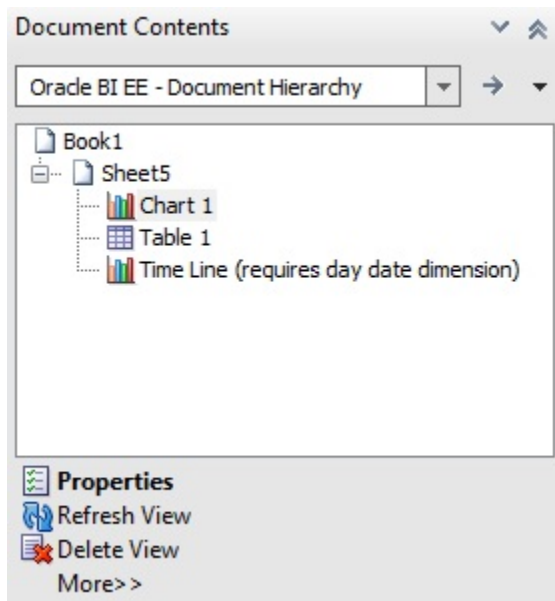 Document Contents
Oracle BI EE - Document Hierarchy
Book1
Sheet5
Chart 1
Table 1
Time Line (requires day date dimension)
Properties
Refresh View
Delete View
More>>